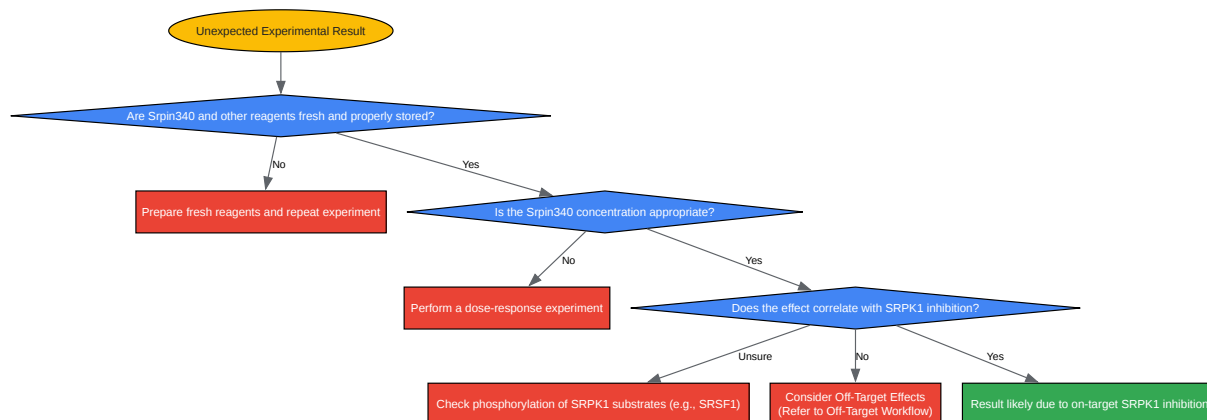 Unexpected Experimental Result
Are Srpin340 and other reagents fresh and properly stored?
No
Yes
Prepare fresh reagents and repeat experiment
Is the Srpin340 concentration appropriate?
No
Yes
Perform a dose-response experiment
Does the effect correlate with SRPK1 inhibition?
Unsure
No
Yes
Check phosphorylation of SRPK1 substrates (e.g., SRSF1)
Consider Off-Target Effects
(Refer to Off-Target Workflow)
Result likely due to on-target SRPK1 inhibition